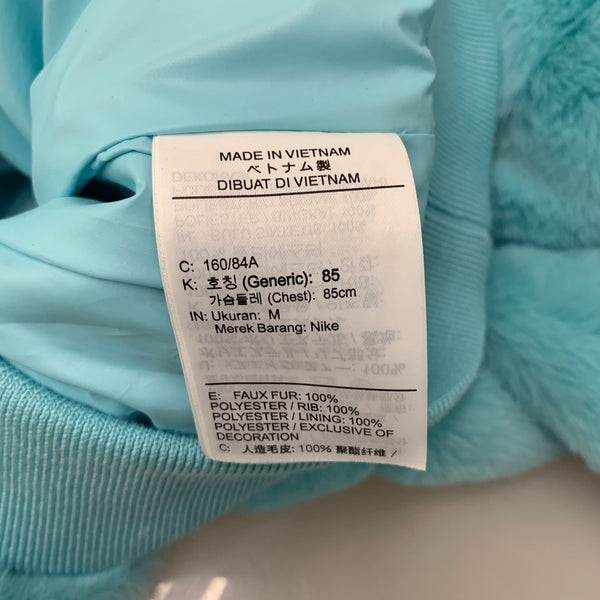 MADE IN VIETNAM
ベトナム製
DIBUAT DI VIETNAM
C: 160/84A
K: 호칭 (Generic): 85
가슴둘레 (Chest): 85cm
IN: Ukuran: M
Merek Barang: Nike
E: FAUX FUR: 100%
POLYESTER / RIB: 100%
POLYESTER / LINING: 100%
POLYESTER / EXCLUSIVE OF
DECORATION
C: 人造毛皮: 100% 聚酯纤维 /